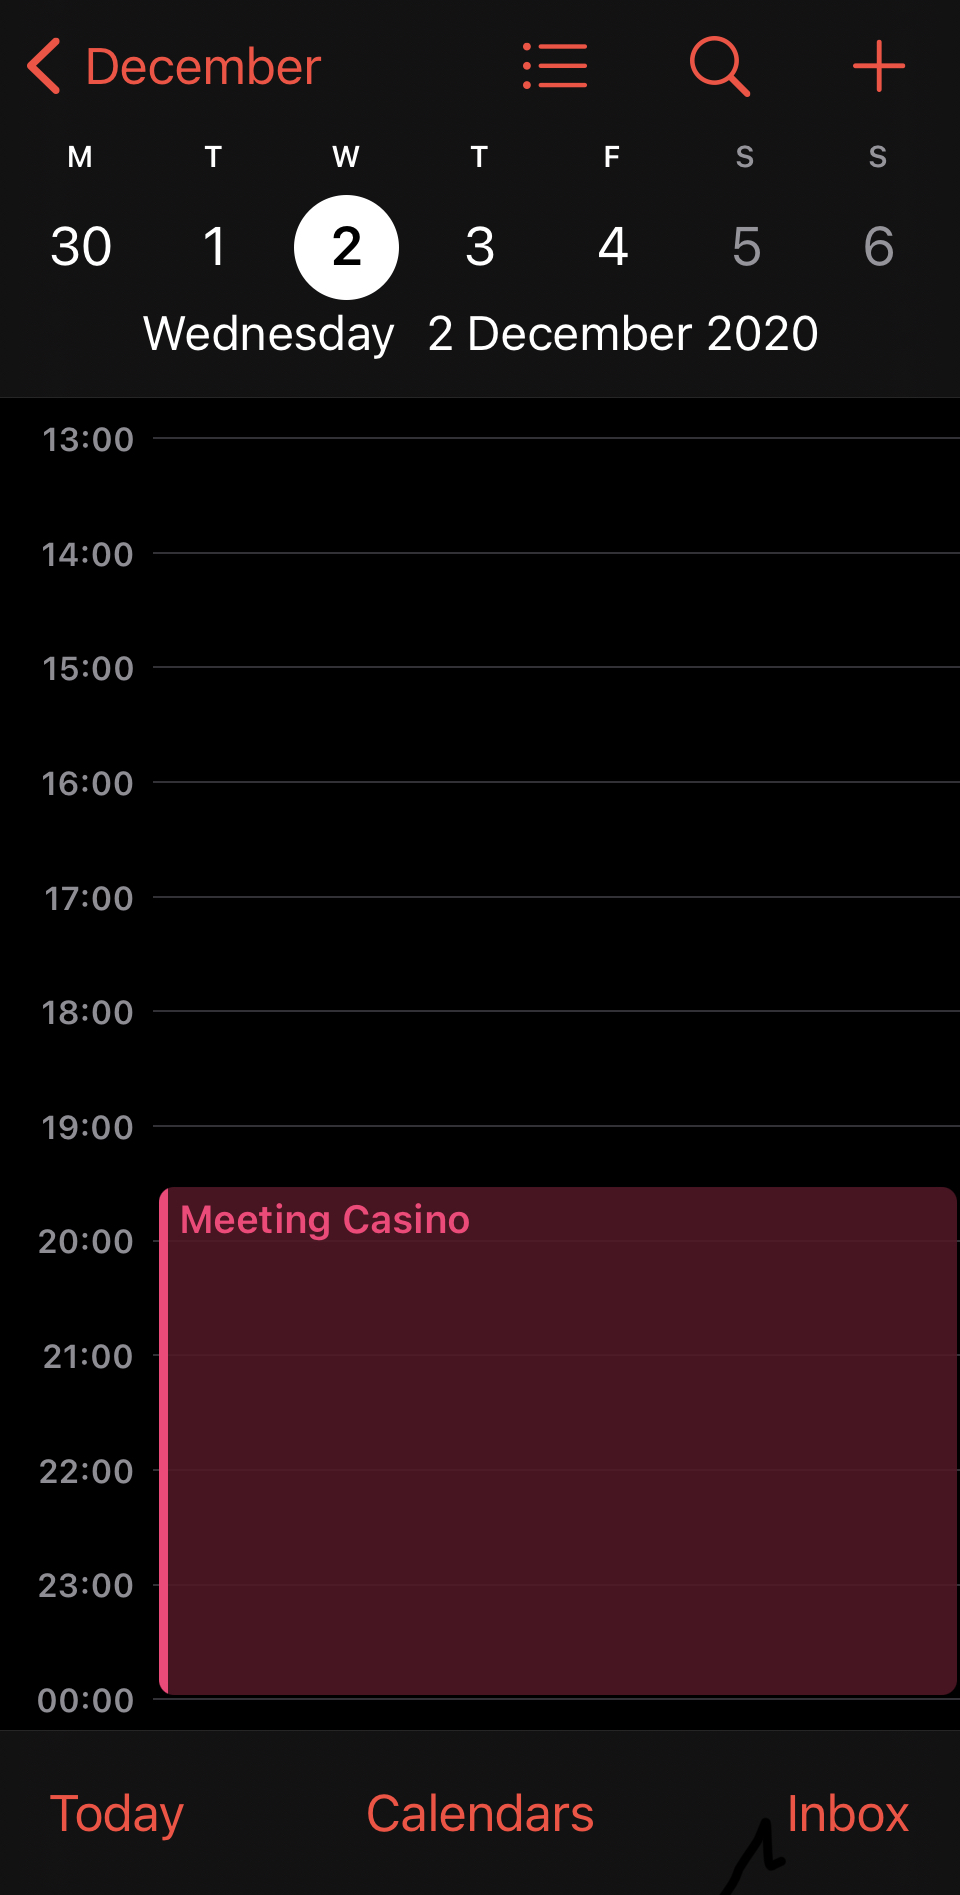 December
M T W T F S S
30 1 2 3 4 5 6
Wednesday 2 December 2020
13:00
14:00
15:00
16:00
17:00
18:00
19:00
Meeting Casino
20:00
21:00
22:00
23:00
00:00
Today Calendars Inbox